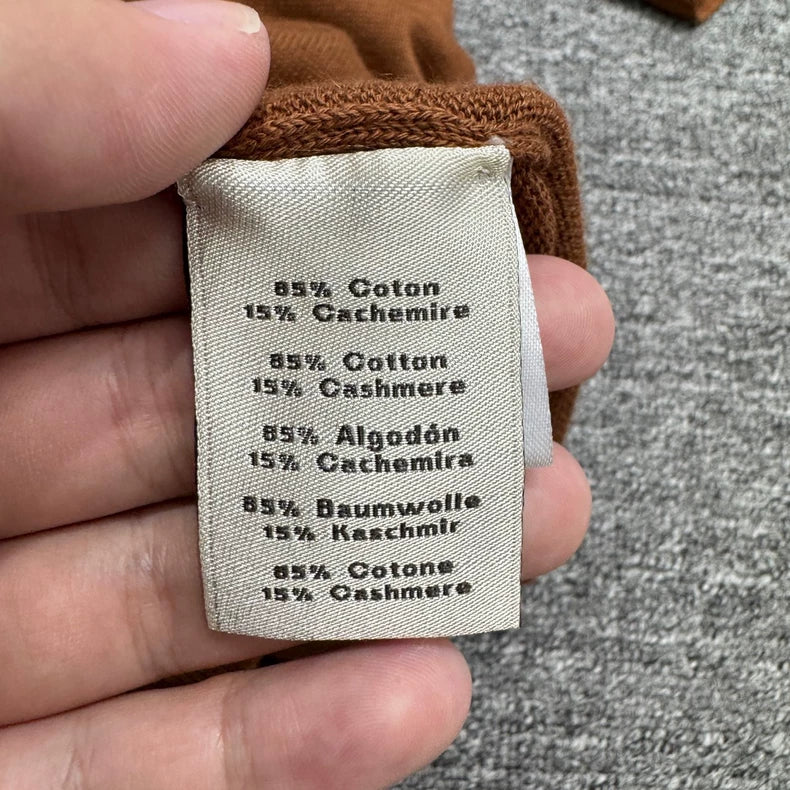 85% Coton
15% Cachemire
85% Cotton
15% Cashmere
85% Algodón
15% Cachemira
85% Baumwolle
15% Kaschmir
85% Cotone
15% Cashmere